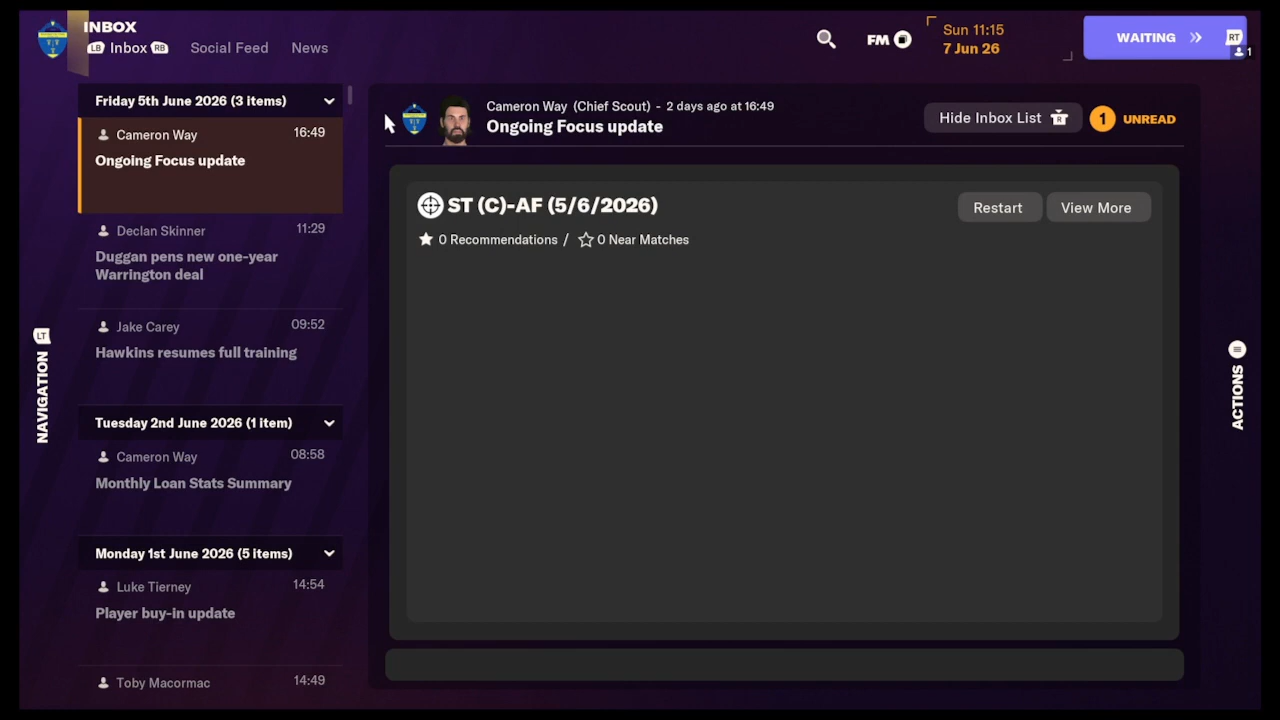 INBOX
LB Inbox RB Social Feed News
FM
Sun 11:15
7 Jun 26
WAITING RT
1
Friday 5th June 2026 (3 items)
Cameron Way 16:49
Ongoing Focus update
Declan Skinner 11:29
Duggan pens new one-year
Warrington deal
Jake Carey 09:52
Hawkins resumes full training
Tuesday 2nd June 2026 (1 item)
Cameron Way 08:58
Monthly Loan Stats Summary
Monday 1st June 2026 (5 items)
Luke Tierney 14:54
Player buy-in update
Toby Macormac 14:49
Cameron Way (Chief Scout) - 2 days ago at 16:49
Ongoing Focus update
Hide Inbox List R
1 UNREAD
ST (C)-AF (5/6/2026)
Restart View More
0 Recommendations / 0 Near Matches
LT
NAVIGATION
ACTIONS